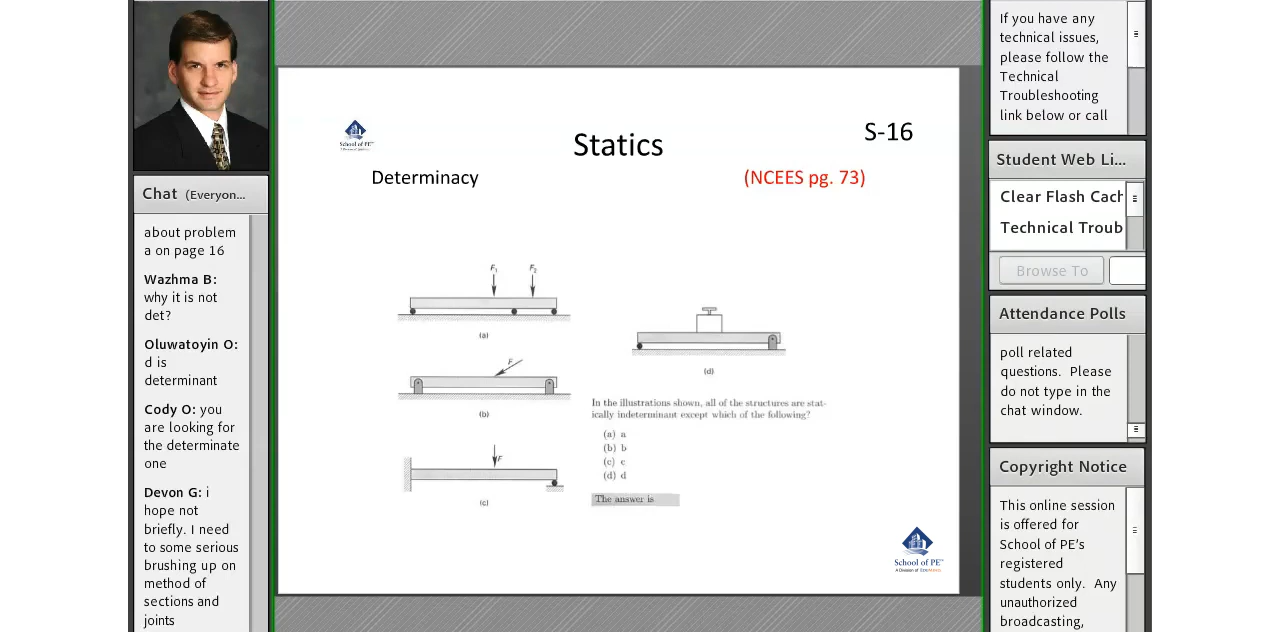 Chat (Everyon...
about problem
a on page 16
Wazhma B:
why it is not
det?
Oluwatoyin O:
d is
determinant
Cody O: you
are looking for
the determinate
one
Devon G: i
hope not
briefly. I need
to some serious
brushing up on
method of
sections and
joints
School of PE™
Statics
S-16
Determinacy
(NCEES pg. 73)
F1
F2
(a)
F
(b)
F
(c)
(d)
In the illustrations shown, all of the structures are stat-
ically indeterminant except which of the following?
(a) a
(b) b
(c) c
(d) d
The answer is
School of PE™
If you have any
technical issues,
please follow the
Technical
Troubleshooting
link below or call
Student Web Li...
Clear Flash Cach
Technical Troub
Browse To
Attendance Polls
poll related
questions. Please
do not type in the
chat window.
Copyright Notice
This online session
is offered for
School of PE's
registered
students only. Any
unauthorized
broadcasting,